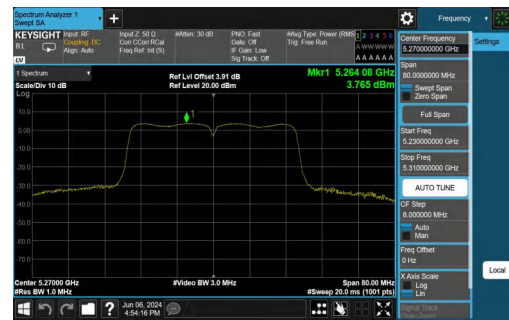 Spectrum Analyzer 1
Swept SA
Frequency
KEYSIGHT
Input: RF
Coupling: DC
Align: Auto
Input Z: 50 Ω
Corr CCorr RCal
Freq Ref: Int (S)
#Atten: 30 dB
PNO: Fast
Gate: Off
IF Gain: Low
Sig Track: Off
#Avg Type: Power (RMS
Trig: Free Run
1 2 3 4 5 6
A W W W W W
A A A A A A
RL
1 Spectrum
Scale/Div 10 dB
Log
Ref Lvl Offset 3.91 dB
Ref Level 20.00 dBm
Mkr1 5.264 08 GHz
3.765 dBm
1
10.0
0.00
-10.0
-20.0
-30.0
-40.0
-50.0
-60.0
-70.0
Center 5.27000 GHz
#Res BW 1.0 MHz
#Video BW 3.0 MHz
Span 80.00 MHz
#Sweep 20.0 ms (1001 pts)
Jun 06, 2024
4:54:16 PM
Center Frequency
5.270000000 GHz
Settings
Span
80.0000000 MHz
Swept Span
Zero Span
Full Span
Start Freq
5.230000000 GHz
Stop Freq
5.310000000 GHz
AUTO TUNE
CF Step
8.000000 MHz
Auto
Man
Freq Offset
0 Hz
X Axis Scale
Log
Lin
Local
Signal Track